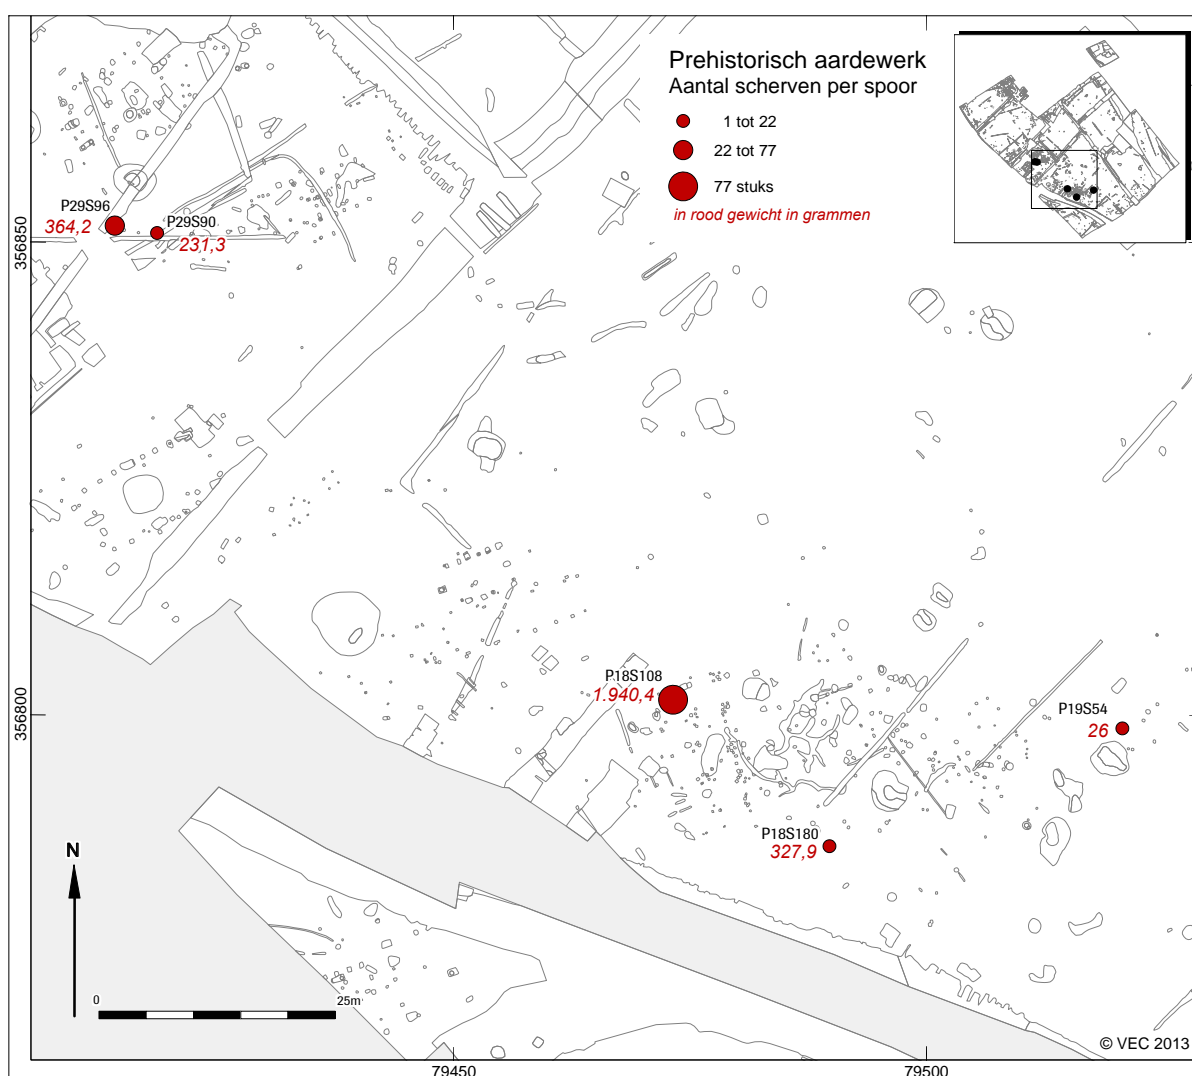 Prehistorisch aardewerk
Aantal scherven per spoor
1 tot 22
22 tot 77
77 stuks
in rood gewicht in grammen
P29S96
364,2
P29S90
231,3
356850
P18S108
1.940,4
356800
P19S54
26
P18S180
327,9
N
0
25m
© VEC 2013
79450
79500